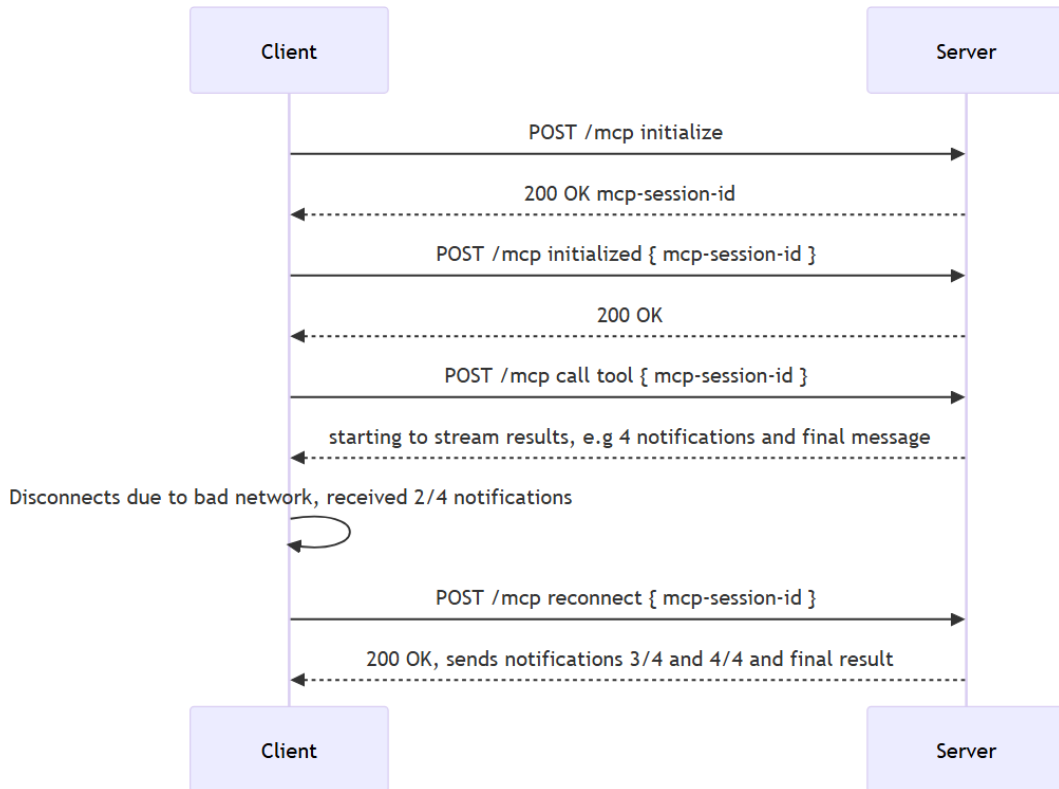 Client
Server
POST /mcp initialize
200 OK mcp-session-id
POST /mcp initialized { mcp-session-id }
200 OK
POST /mcp call tool { mcp-session-id }
starting to stream results, e.g 4 notifications and final message
Disconnects due to bad network, received 2/4 notifications
POST /mcp reconnect { mcp-session-id }
200 OK, sends notifications 3/4 and 4/4 and final result
Client
Server